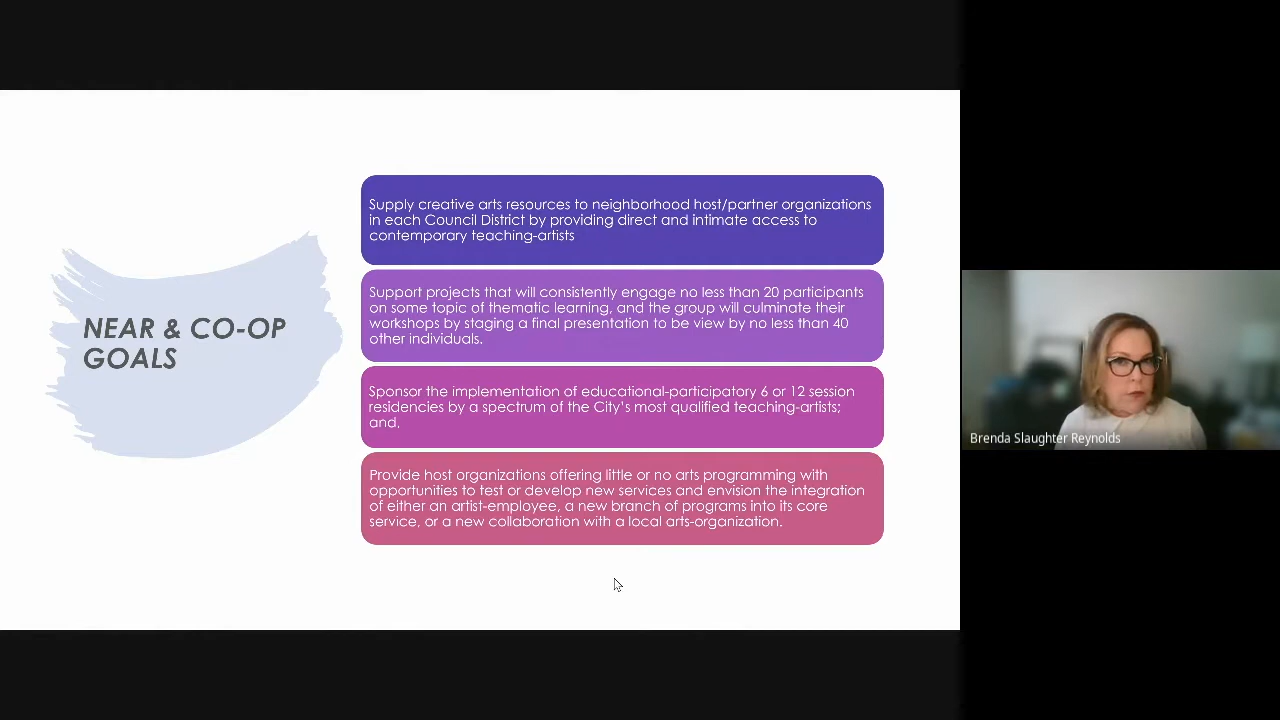 NEAR & CO-OP
GOALS
Supply creative arts resources to neighborhood host/partner organizations
in each Council District by providing direct and intimate access to
contemporary teaching-artists
Support projects that will consistently engage no less than 20 participants
on some topic of thematic learning, and the group will culminate their
workshops by staging a final presentation to be view by no less than 40
other individuals.
Sponsor the implementation of educational-participatory 6 or 12 session
residencies by a spectrum of the City's most qualified teaching-artists;
and,
Provide host organizations offering little or no arts programming with
opportunities to test or develop new services and envision the integration
of either an artist-employee, a new branch of programs into its core
service, or a new collaboration with a local arts-organization.
Brenda Slaughter Reynolds